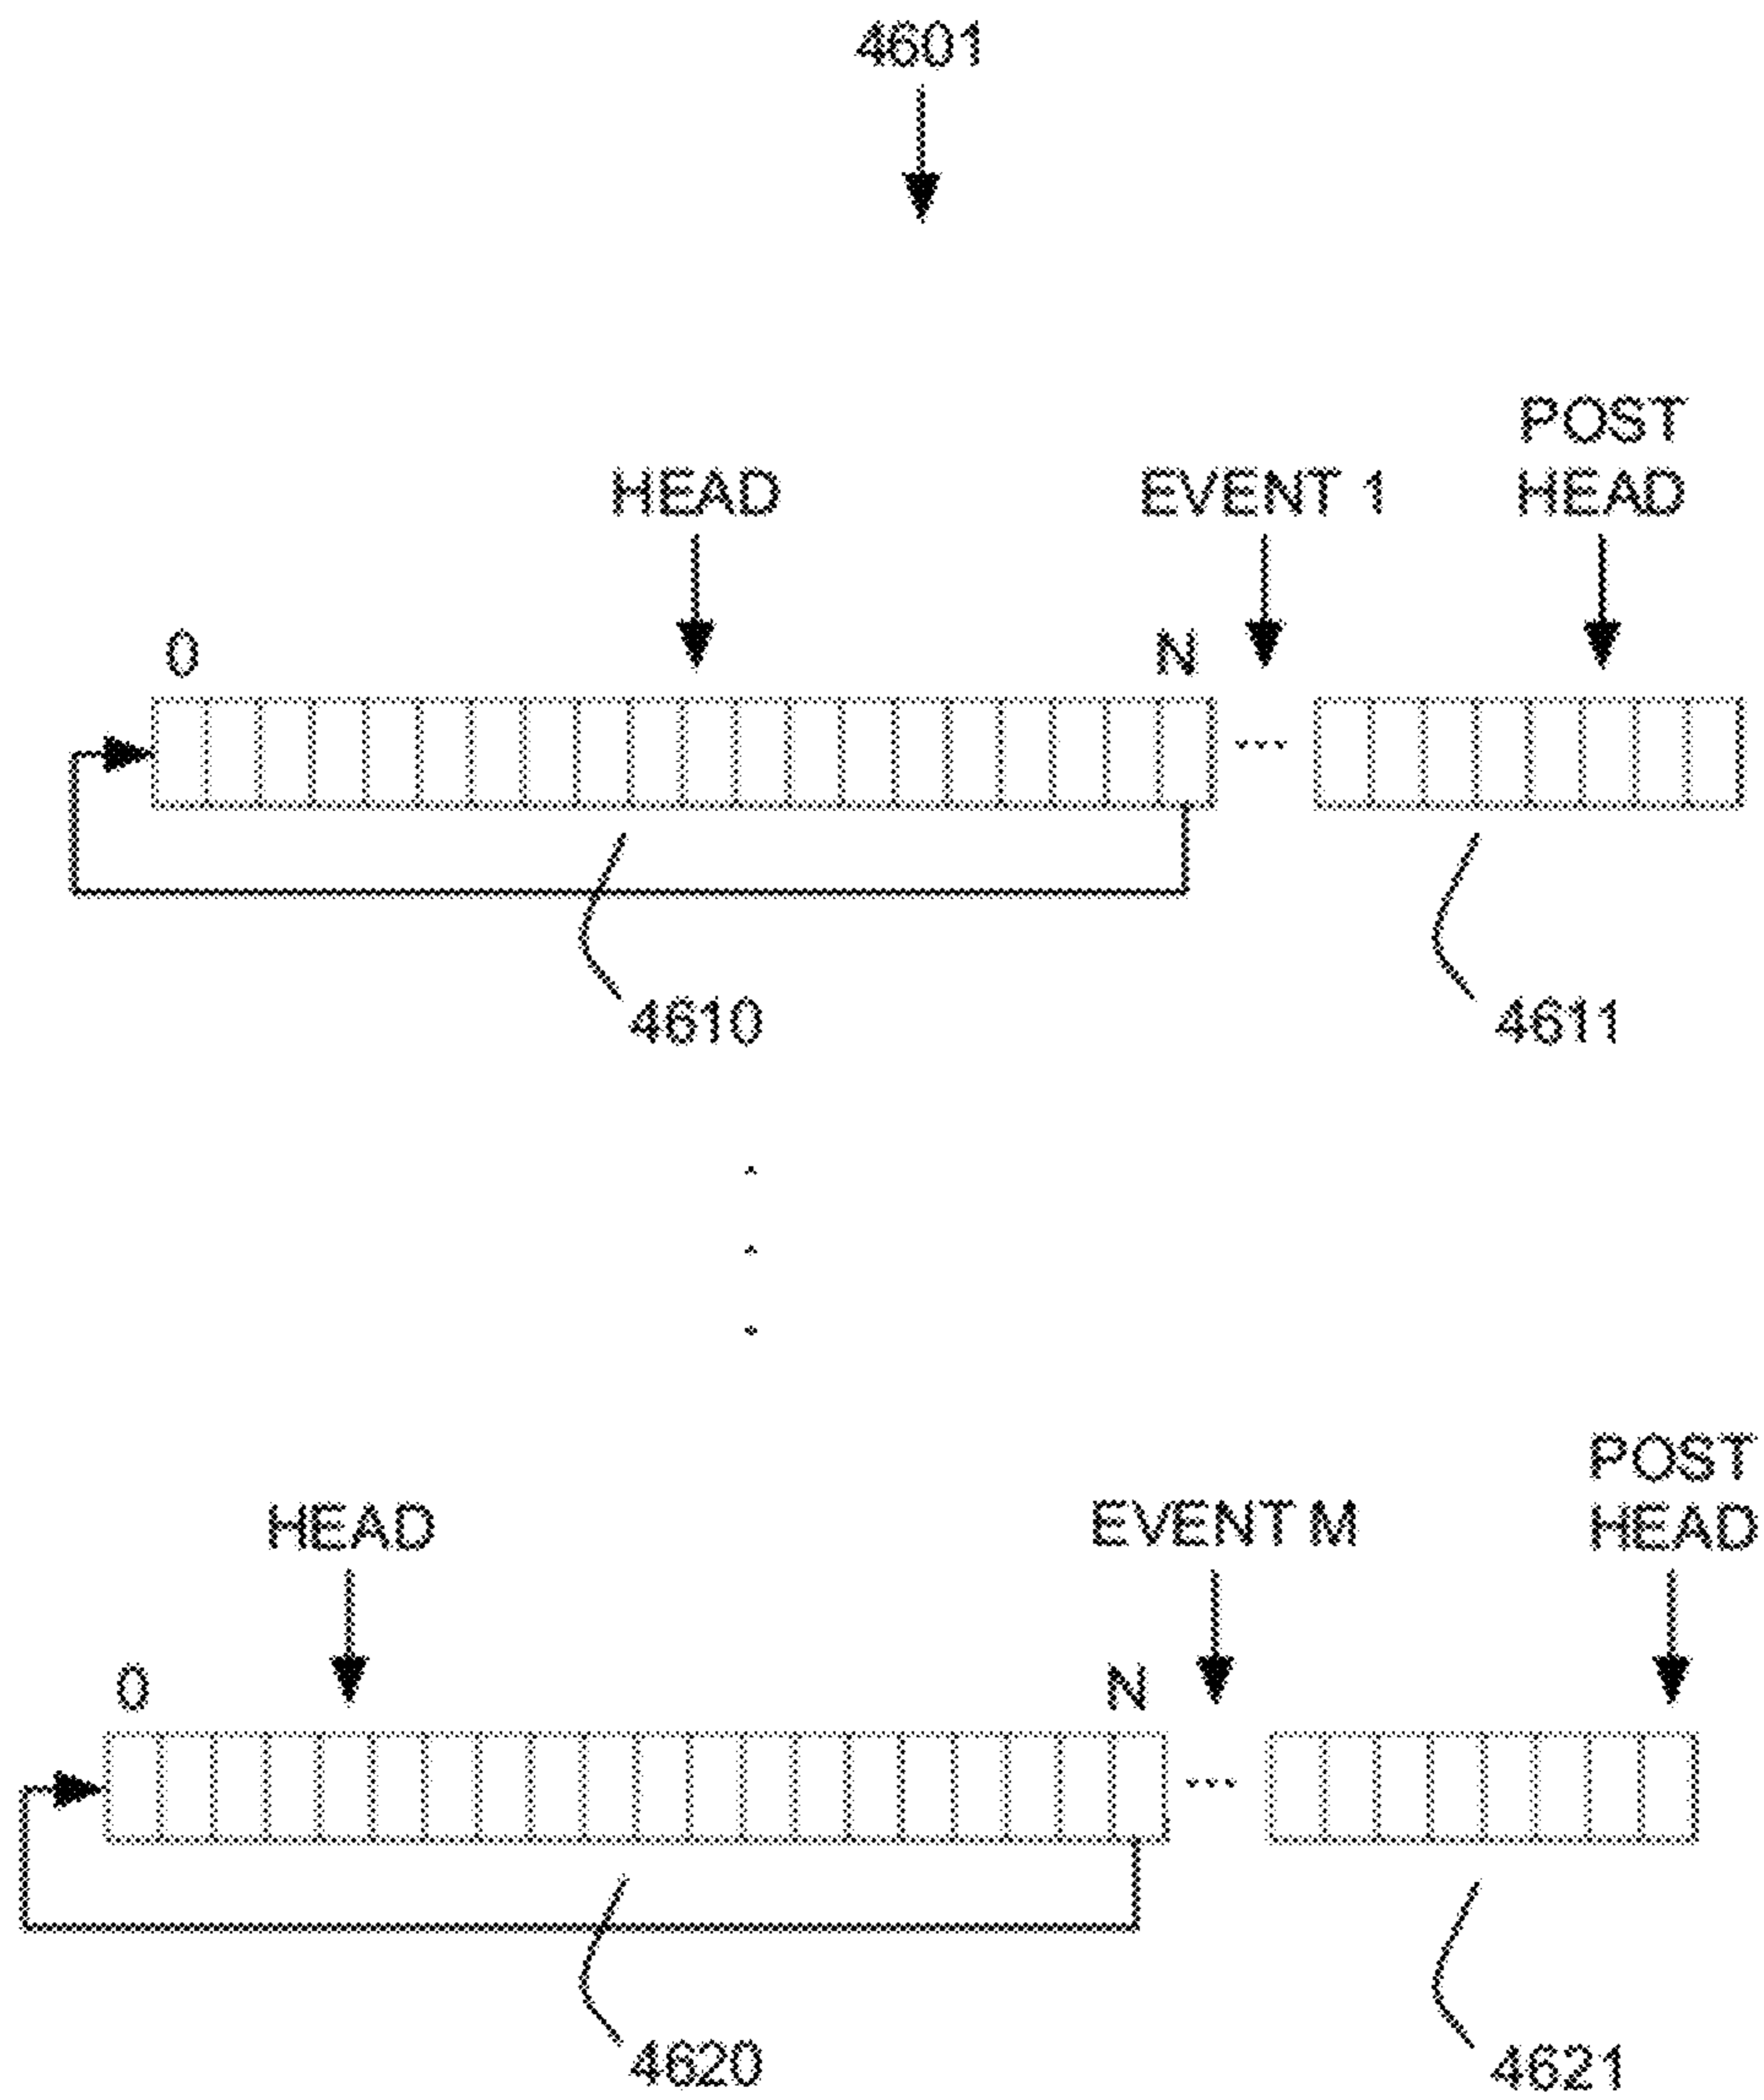 4601
POST
HEAD EVENT 1 HEAD
0 N
...
4610 4611
POST
HEAD EVENT M HEAD
0 N
...
4620 4621